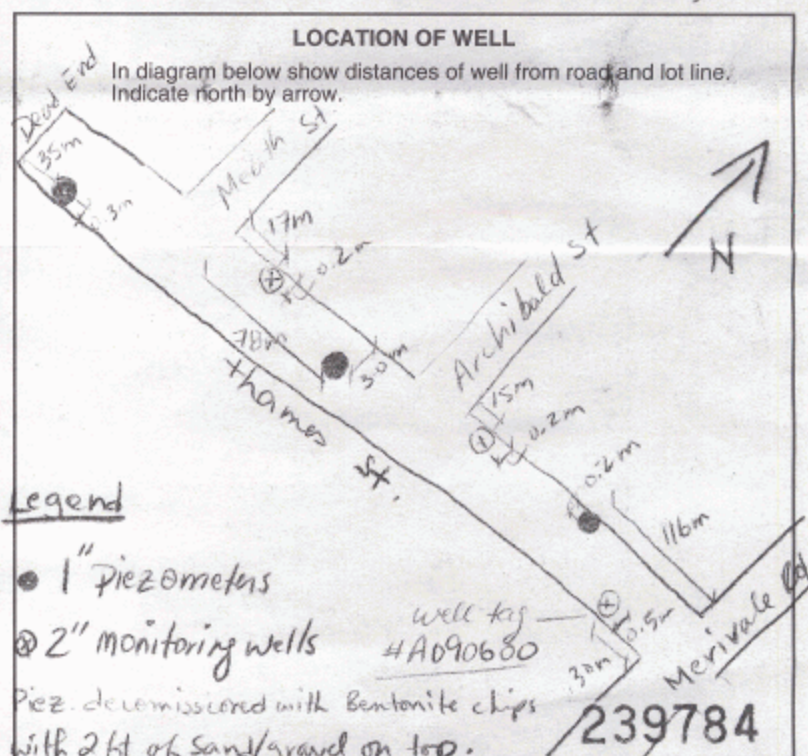 LOCATION OF WELL
In diagram below show distances of well from road and lot line.
Indicate north by arrow.
Dead End
35m
0.3m
Meath St.
17m
0.2m
N
78m
3.0m
Thames St.
Archibald St
15m
0.2m
0.2m
116m
Legend
1" Piezometers
2" monitoring wells
well tag
#A090680
0.5m
30m
Merivale Rd
Piez. decomissioned with Bentonite chips
with 2ft of sand/gravel on top.
239784